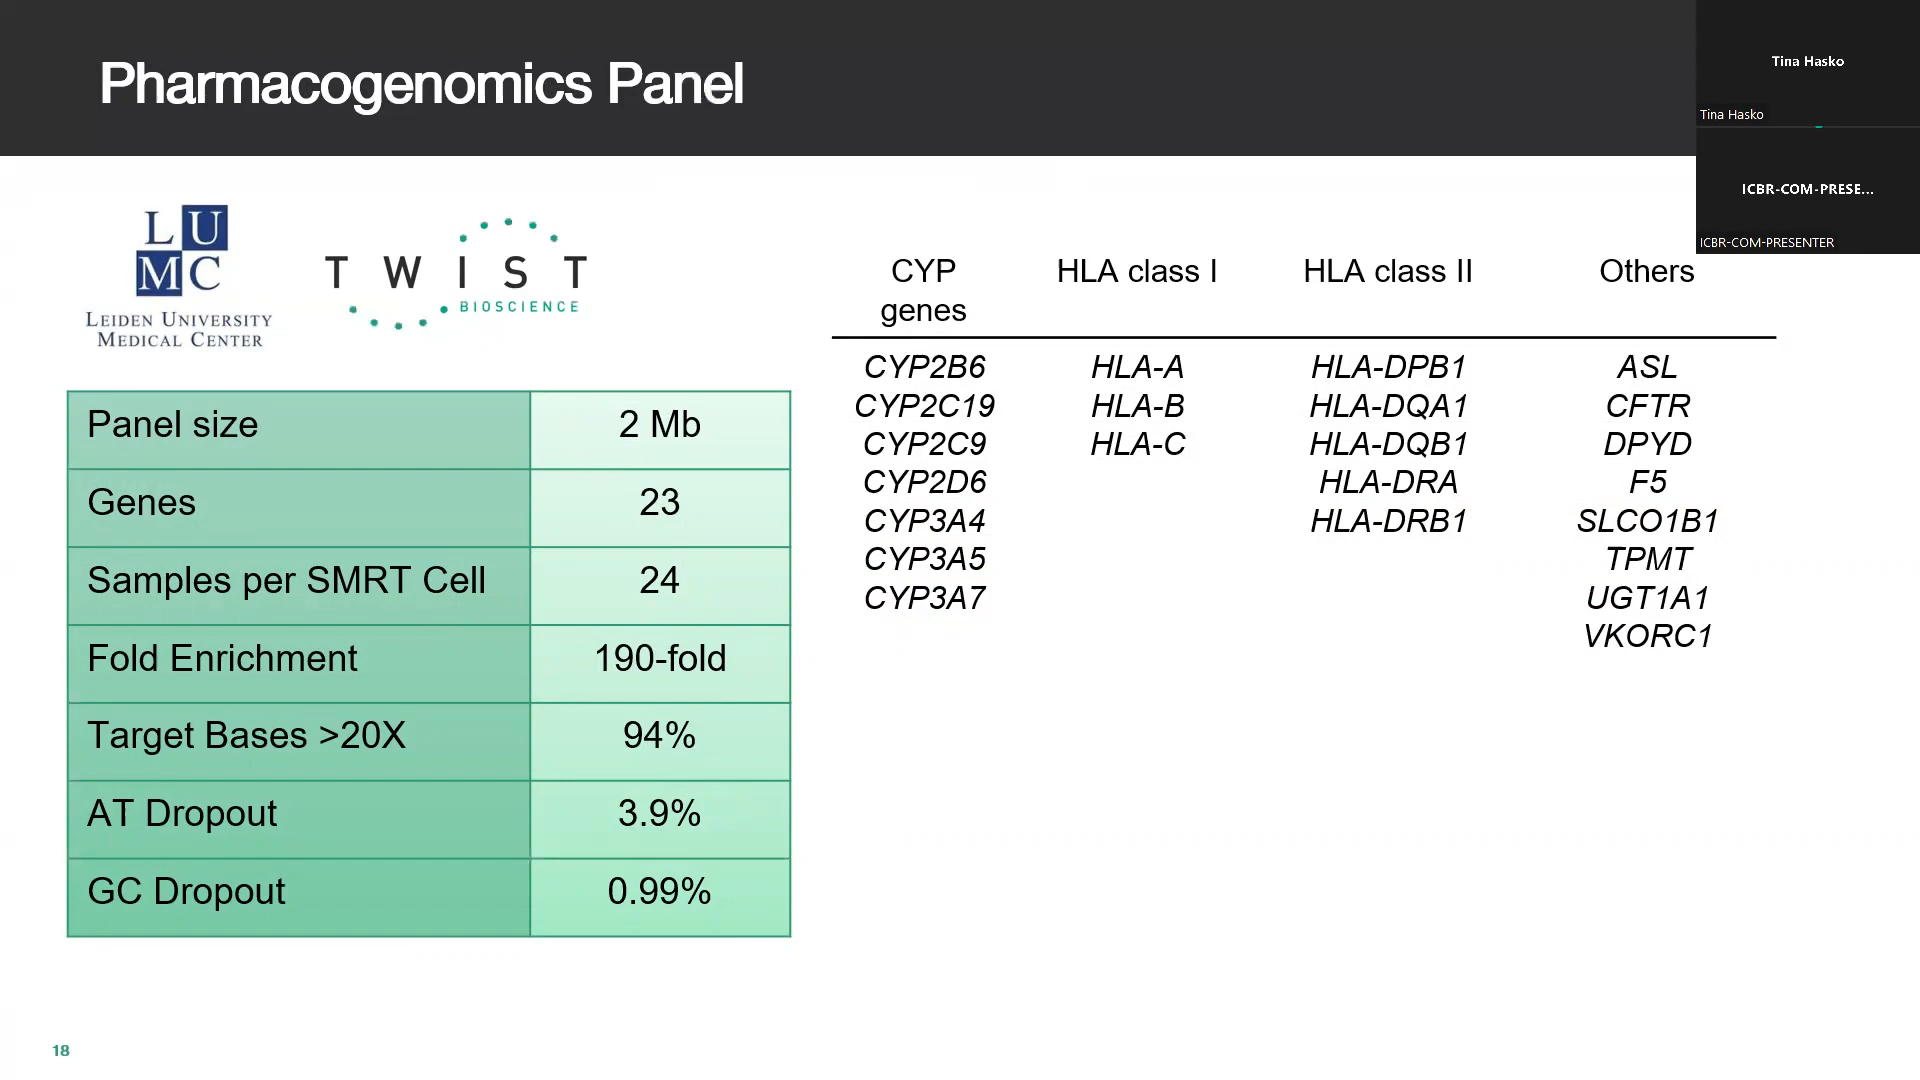 Pharmacogenomics Panel
Tina Hasko
Tina Hasko
ICBR-COM-PRESE...
ICBR-COM-PRESENTER
L U
M C
LEIDEN UNIVERSITY
MEDICAL CENTER
TWIST
BIOSCIENCE
Panel size 2 Mb
Genes 23
Samples per SMRT Cell 24
Fold Enrichment 190-fold
Target Bases >20X 94%
AT Dropout 3.9%
GC Dropout 0.99%
CYP genes HLA class I HLA class II Others
CYP2B6 HLA-A HLA-DPB1 ASL
CYP2C19 HLA-B HLA-DQA1 CFTR
CYP2C9 HLA-C HLA-DQB1 DPYD
CYP2D6 HLA-DRA F5
CYP3A4 HLA-DRB1 SLCO1B1
CYP3A5 TPMT
CYP3A7 UGT1A1
VKORC1
18